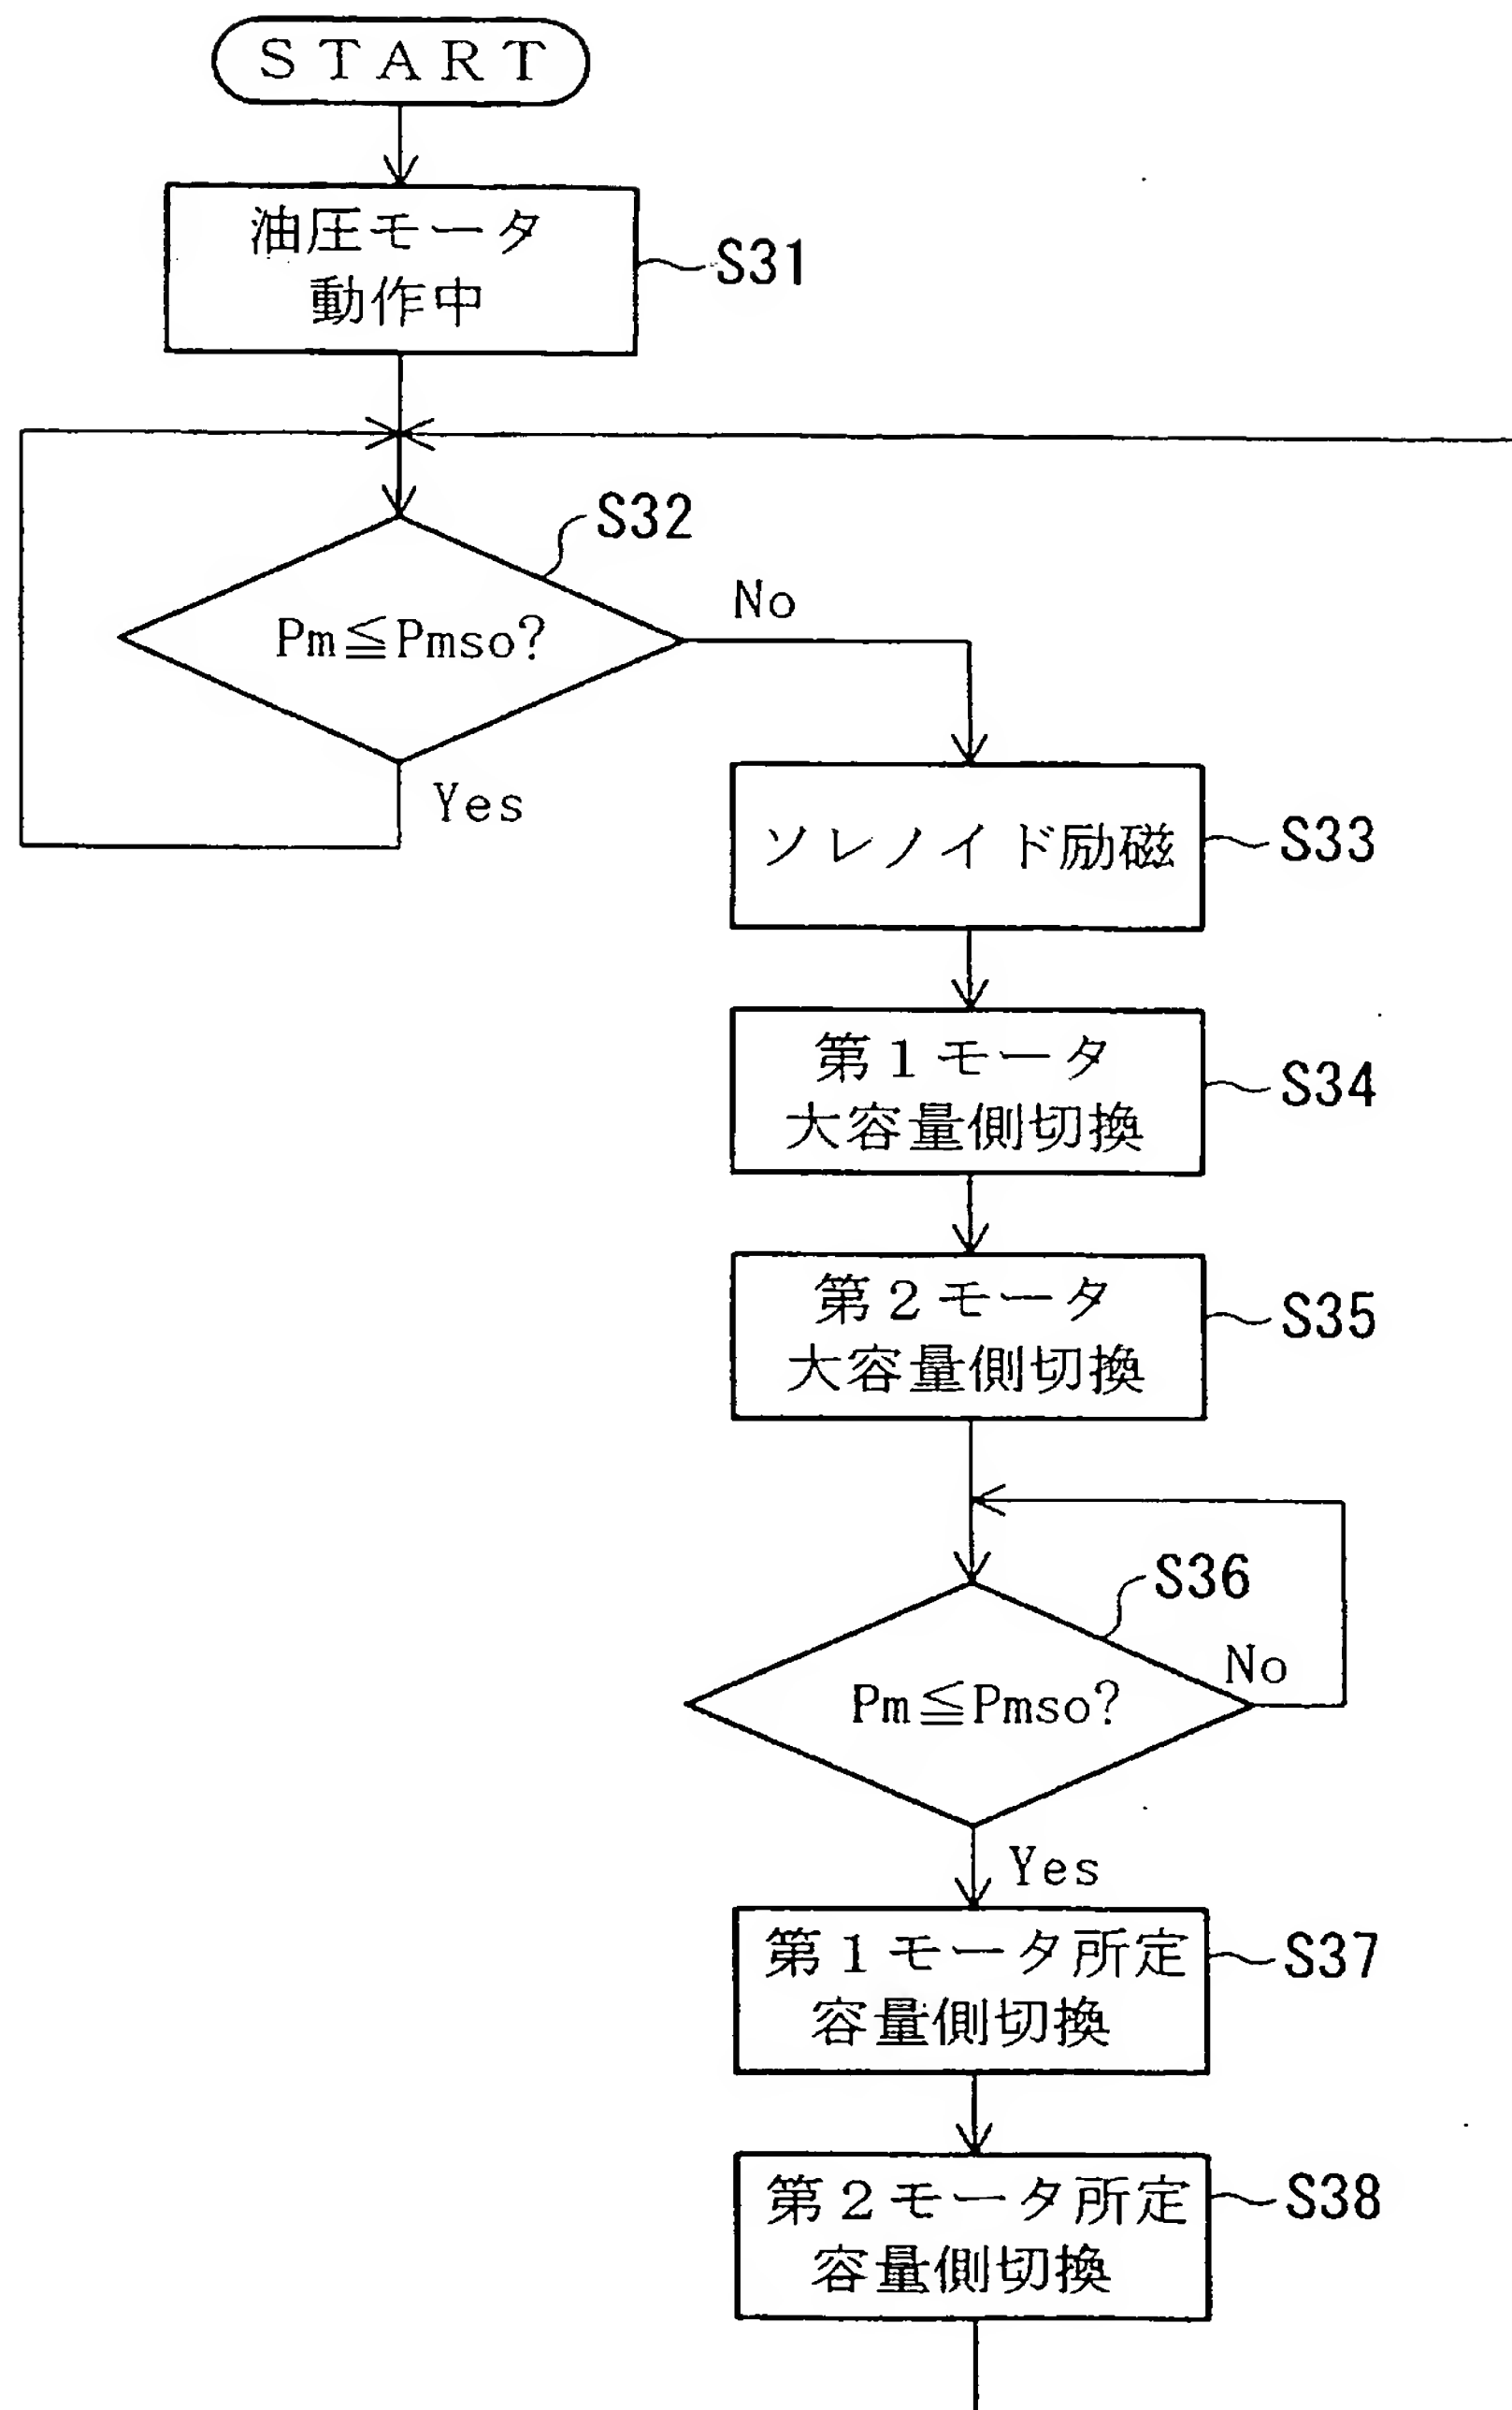 START
油圧モータ
動作中
S31
S32
Pm≦Pmso?
No
Yes
ソレノイド励磁
S33
第1モータ
大容量側切換
S34
第2モータ
大容量側切換
S35
S36
Pm≦Pmso?
No
Yes
第1モータ所定
容量側切換
S37
第2モータ所定
容量側切換
S38